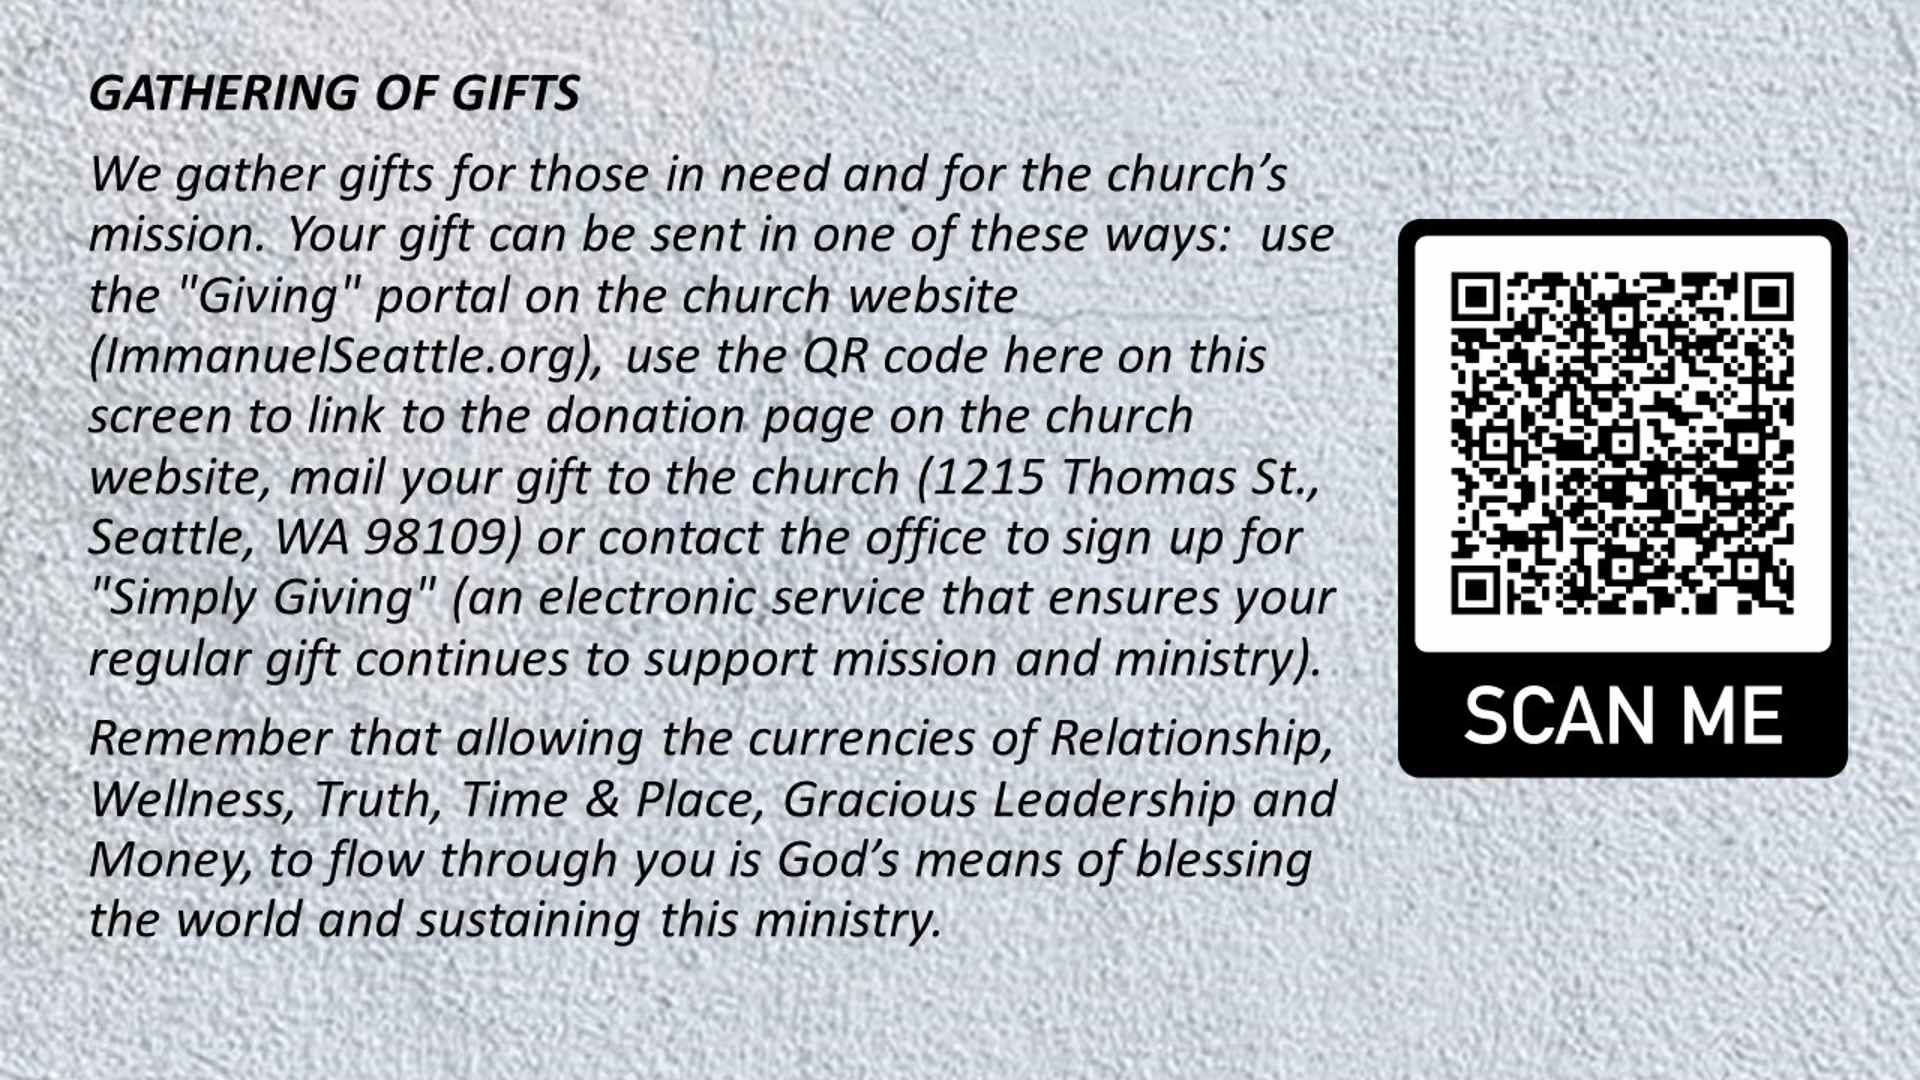 GATHERING OF GIFTS
We gather gifts for those in need and for the church’s
mission. Your gift can be sent in one of these ways:  use
the "Giving" portal on the church website
(ImmanuelSeattle.org), use the QR code here on this
screen to link to the donation page on the church
website, mail your gift to the church (1215 Thomas St.,
Seattle, WA 98109) or contact the office to sign up for
"Simply Giving" (an electronic service that ensures your
regular gift continues to support mission and ministry).
Remember that allowing the currencies of Relationship,
Wellness, Truth, Time & Place, Gracious Leadership and
Money, to flow through you is God’s means of blessing
the world and sustaining this ministry.
SCAN ME